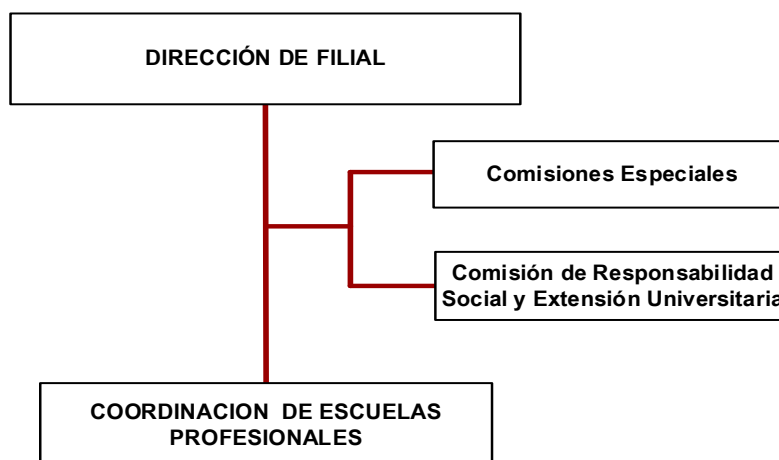 DIRECCIÓN DE FILIAL
Comisiones Especiales
Comisión de Responsabilidad
Social y Extensión Universitaria
COORDINACION DE ESCUELAS
PROFESIONALES